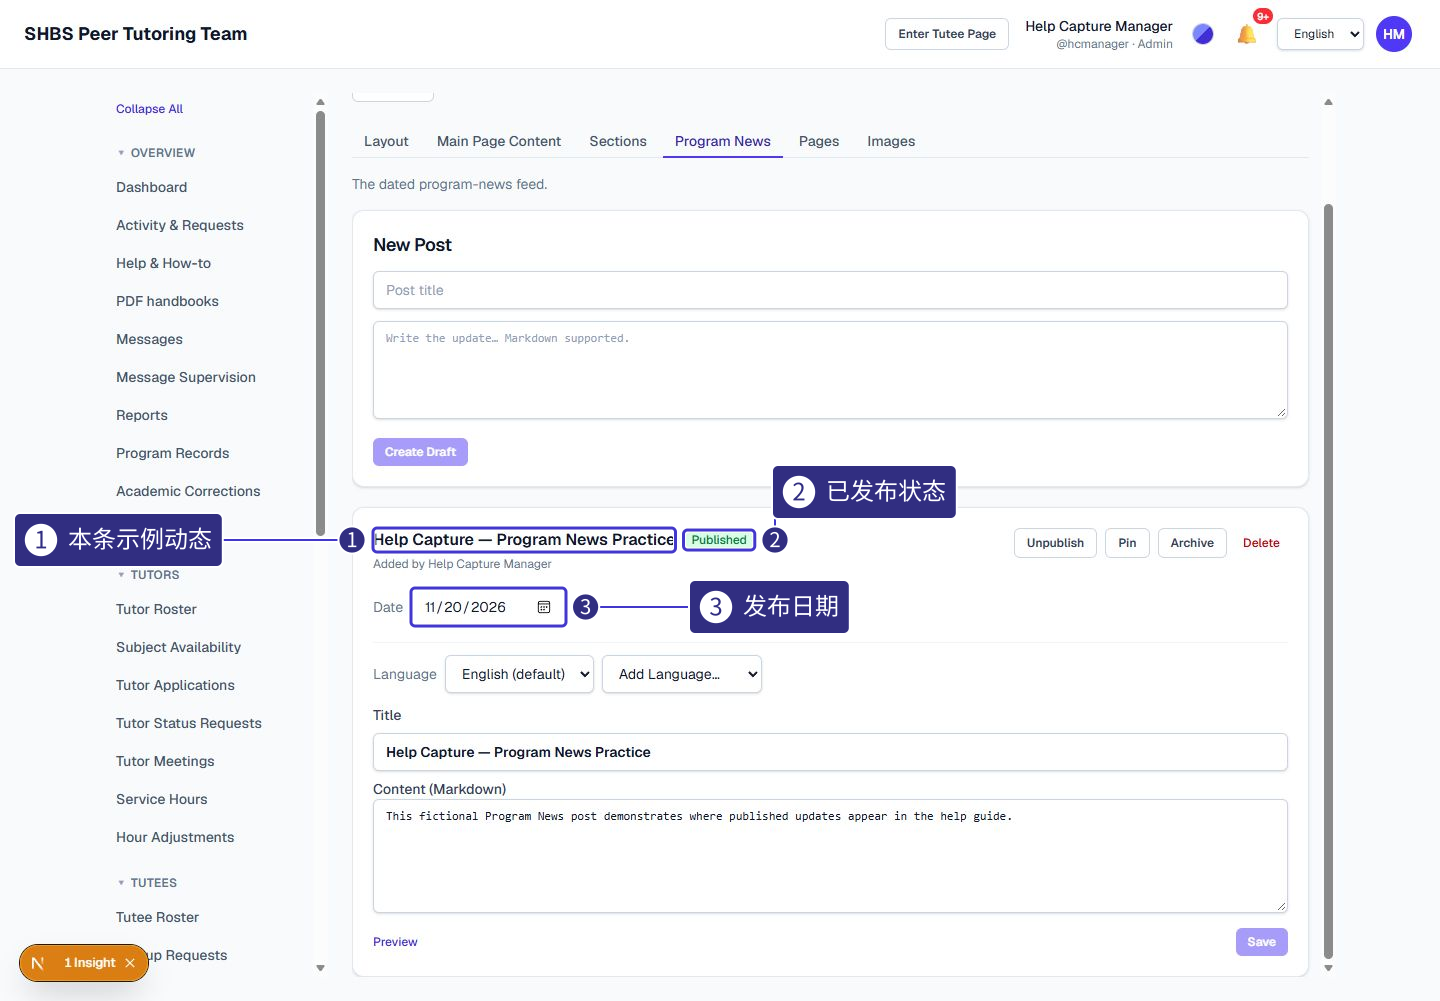 SHBS Peer Tutoring Team
Enter Tutee Page
Help Capture Manager
@hcmanager · Admin
9+
English
HM
Collapse All
OVERVIEW
Dashboard
Activity & Requests
Help & How-to
PDF handbooks
Messages
Message Supervision
Reports
Program Records
Academic Corrections
TUTORS
Tutor Roster
Subject Availability
Tutor Applications
Tutor Status Requests
Tutor Meetings
Service Hours
Hour Adjustments
TUTEES
Tutee Roster
up Requests
N 1 Insight ×
Layout Main Page Content Sections Program News Pages Images
The dated program-news feed.
New Post
Post title
Write the update… Markdown supported.
Create Draft
2 已发布状态
1 本条示例动态
1 Help Capture — Program News Practice Published 2
Unpublish Pin Archive Delete
Added by Help Capture Manager
Date 11/20/2026 3
3 发布日期
Language English (default) Add Language...
Title
Help Capture — Program News Practice
Content (Markdown)
This fictional Program News post demonstrates where published updates appear in the help guide.
Preview
Save